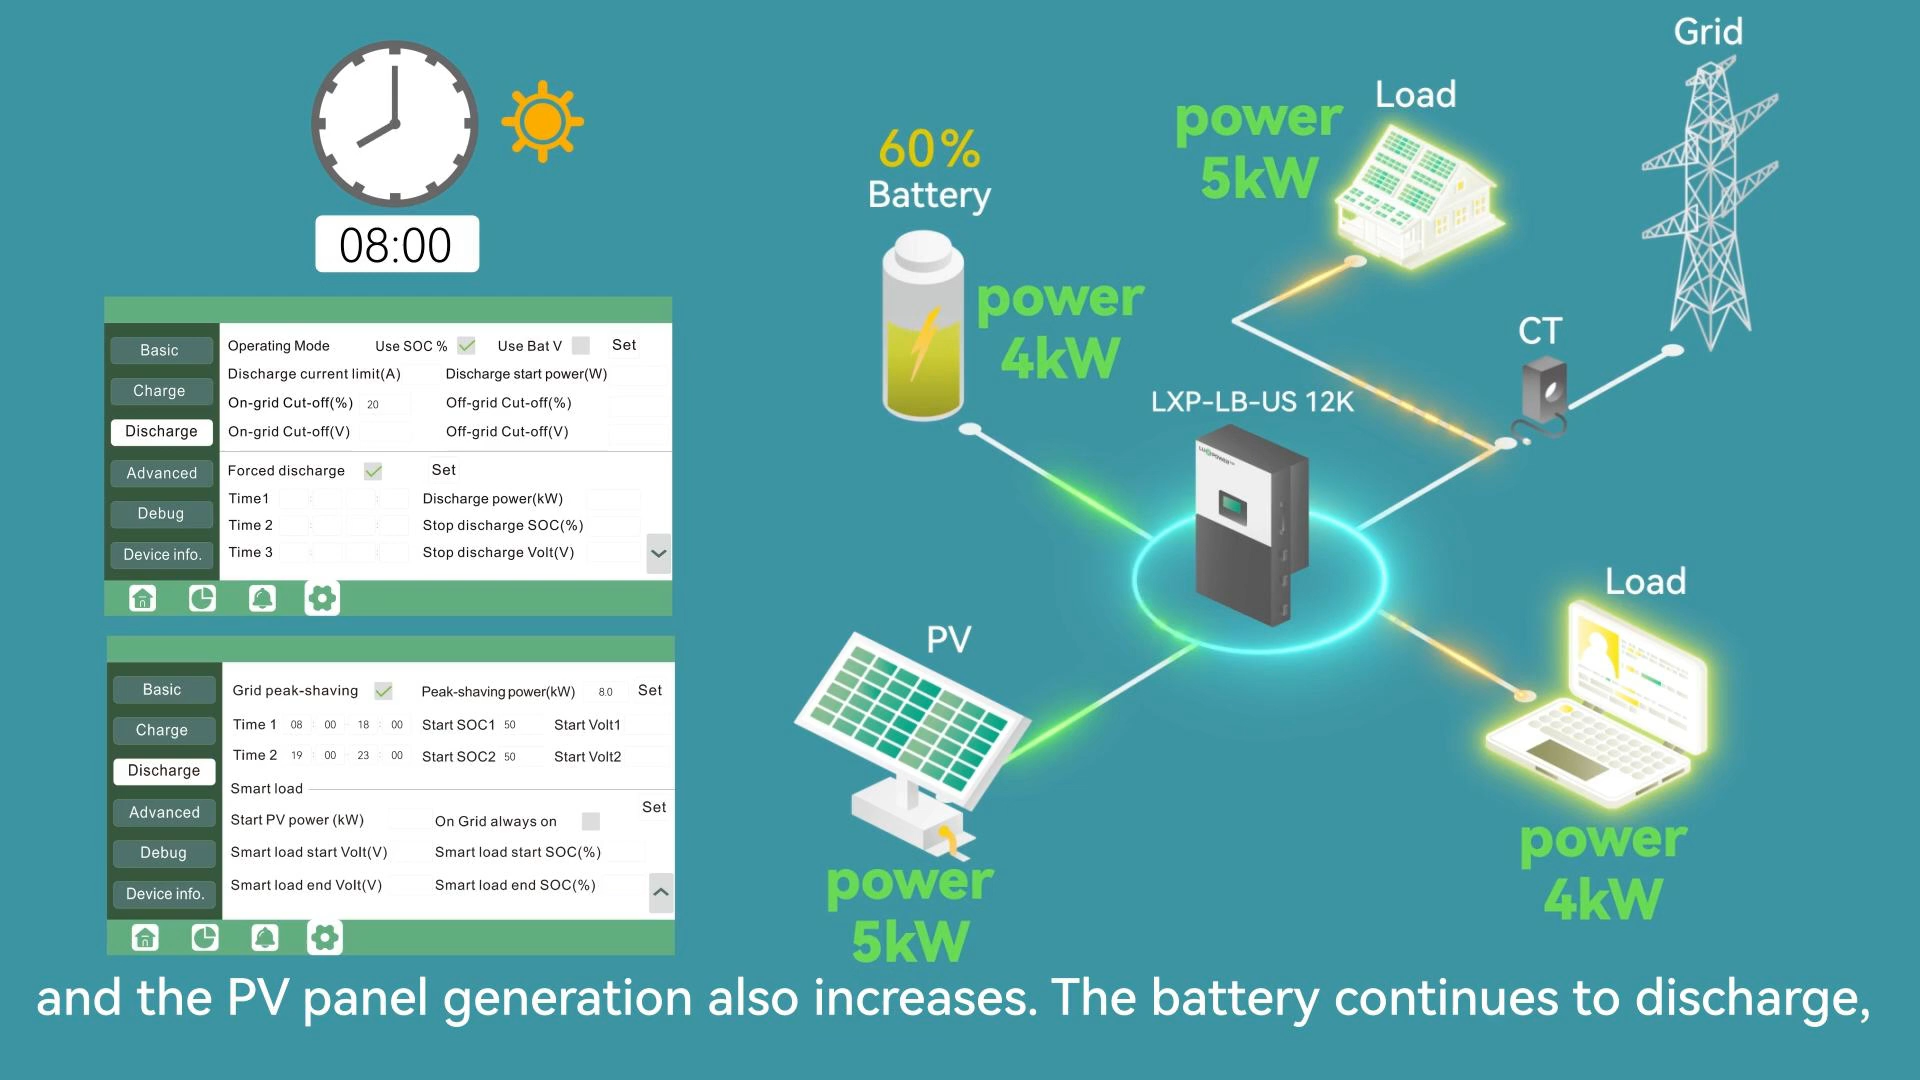 08:00
Basic
Charge
Discharge
Advanced
Debug
Device info.
Operating Mode Use SOC % Use Bat V Set
Discharge current limit(A) Discharge start power(W)
On-grid Cut-off(%) 20 Off-grid Cut-off(%)
On-grid Cut-off(V) Off-grid Cut-off(V)
Forced discharge Set
Time1 : : Discharge power(kW)
Time 2 : : Stop discharge SOC(%)
Time 3 : : Stop discharge Volt(V)
Basic
Charge
Discharge
Advanced
Debug
Device info.
Grid peak-shaving Peak-shaving power(kW) 8.0 Set
Time 1 08 : 00 18 : 00 Start SOC1 50 Start Volt1
Time 2 19 : 00 23 : 00 Start SOC2 50 Start Volt2
Smart load
Set
Start PV power (kW) On Grid always on
Smart load start Volt(V) Smart load start SOC(%)
Smart load end Volt(V) Smart load end SOC(%)
60%
Battery
power
4kW
power
5kW
Load
Grid
CT
LXP-LB-US 12K
LUXPOWER
PV
power
5kW
Load
power
4kW
and the PV panel generation also increases. The battery continues to discharge,